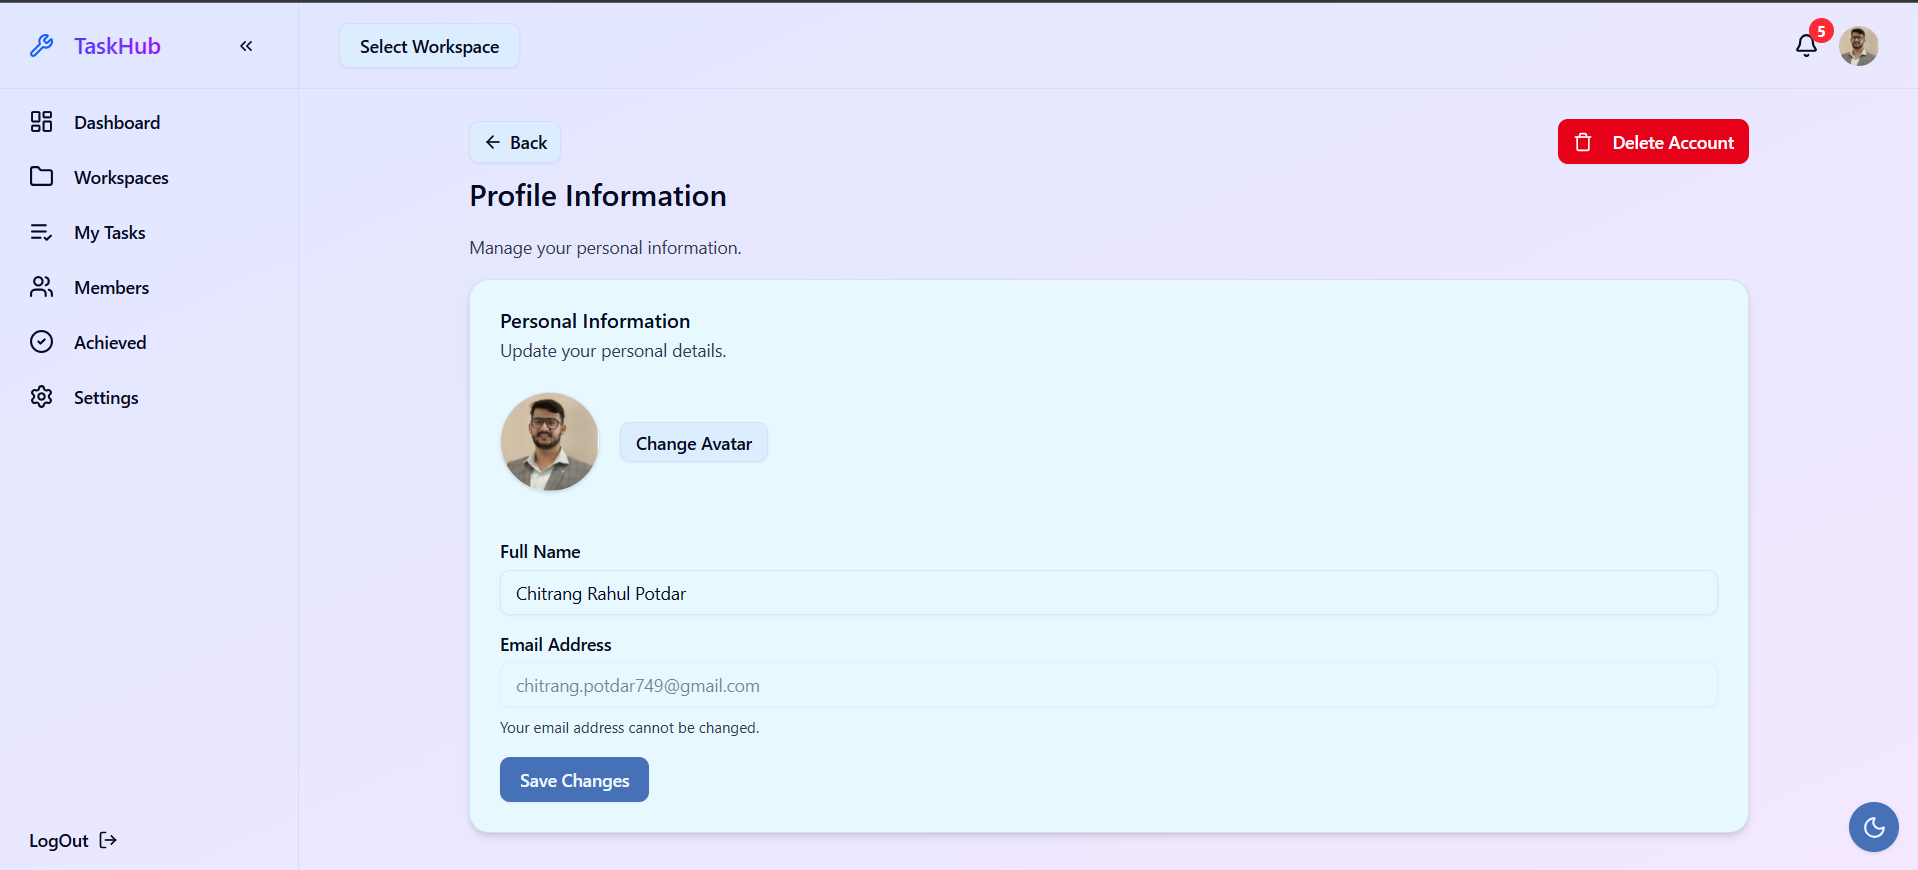 TaskHub
Select Workspace
5
Dashboard
Workspaces
My Tasks
Members
Achieved
Settings
LogOut
Back
Delete Account
Profile Information
Manage your personal information.
Personal Information
Update your personal details.
Change Avatar
Full Name
Chitrang Rahul Potdar
Email Address
chitrang.potdar749@gmail.com
Your email address cannot be changed.
Save Changes